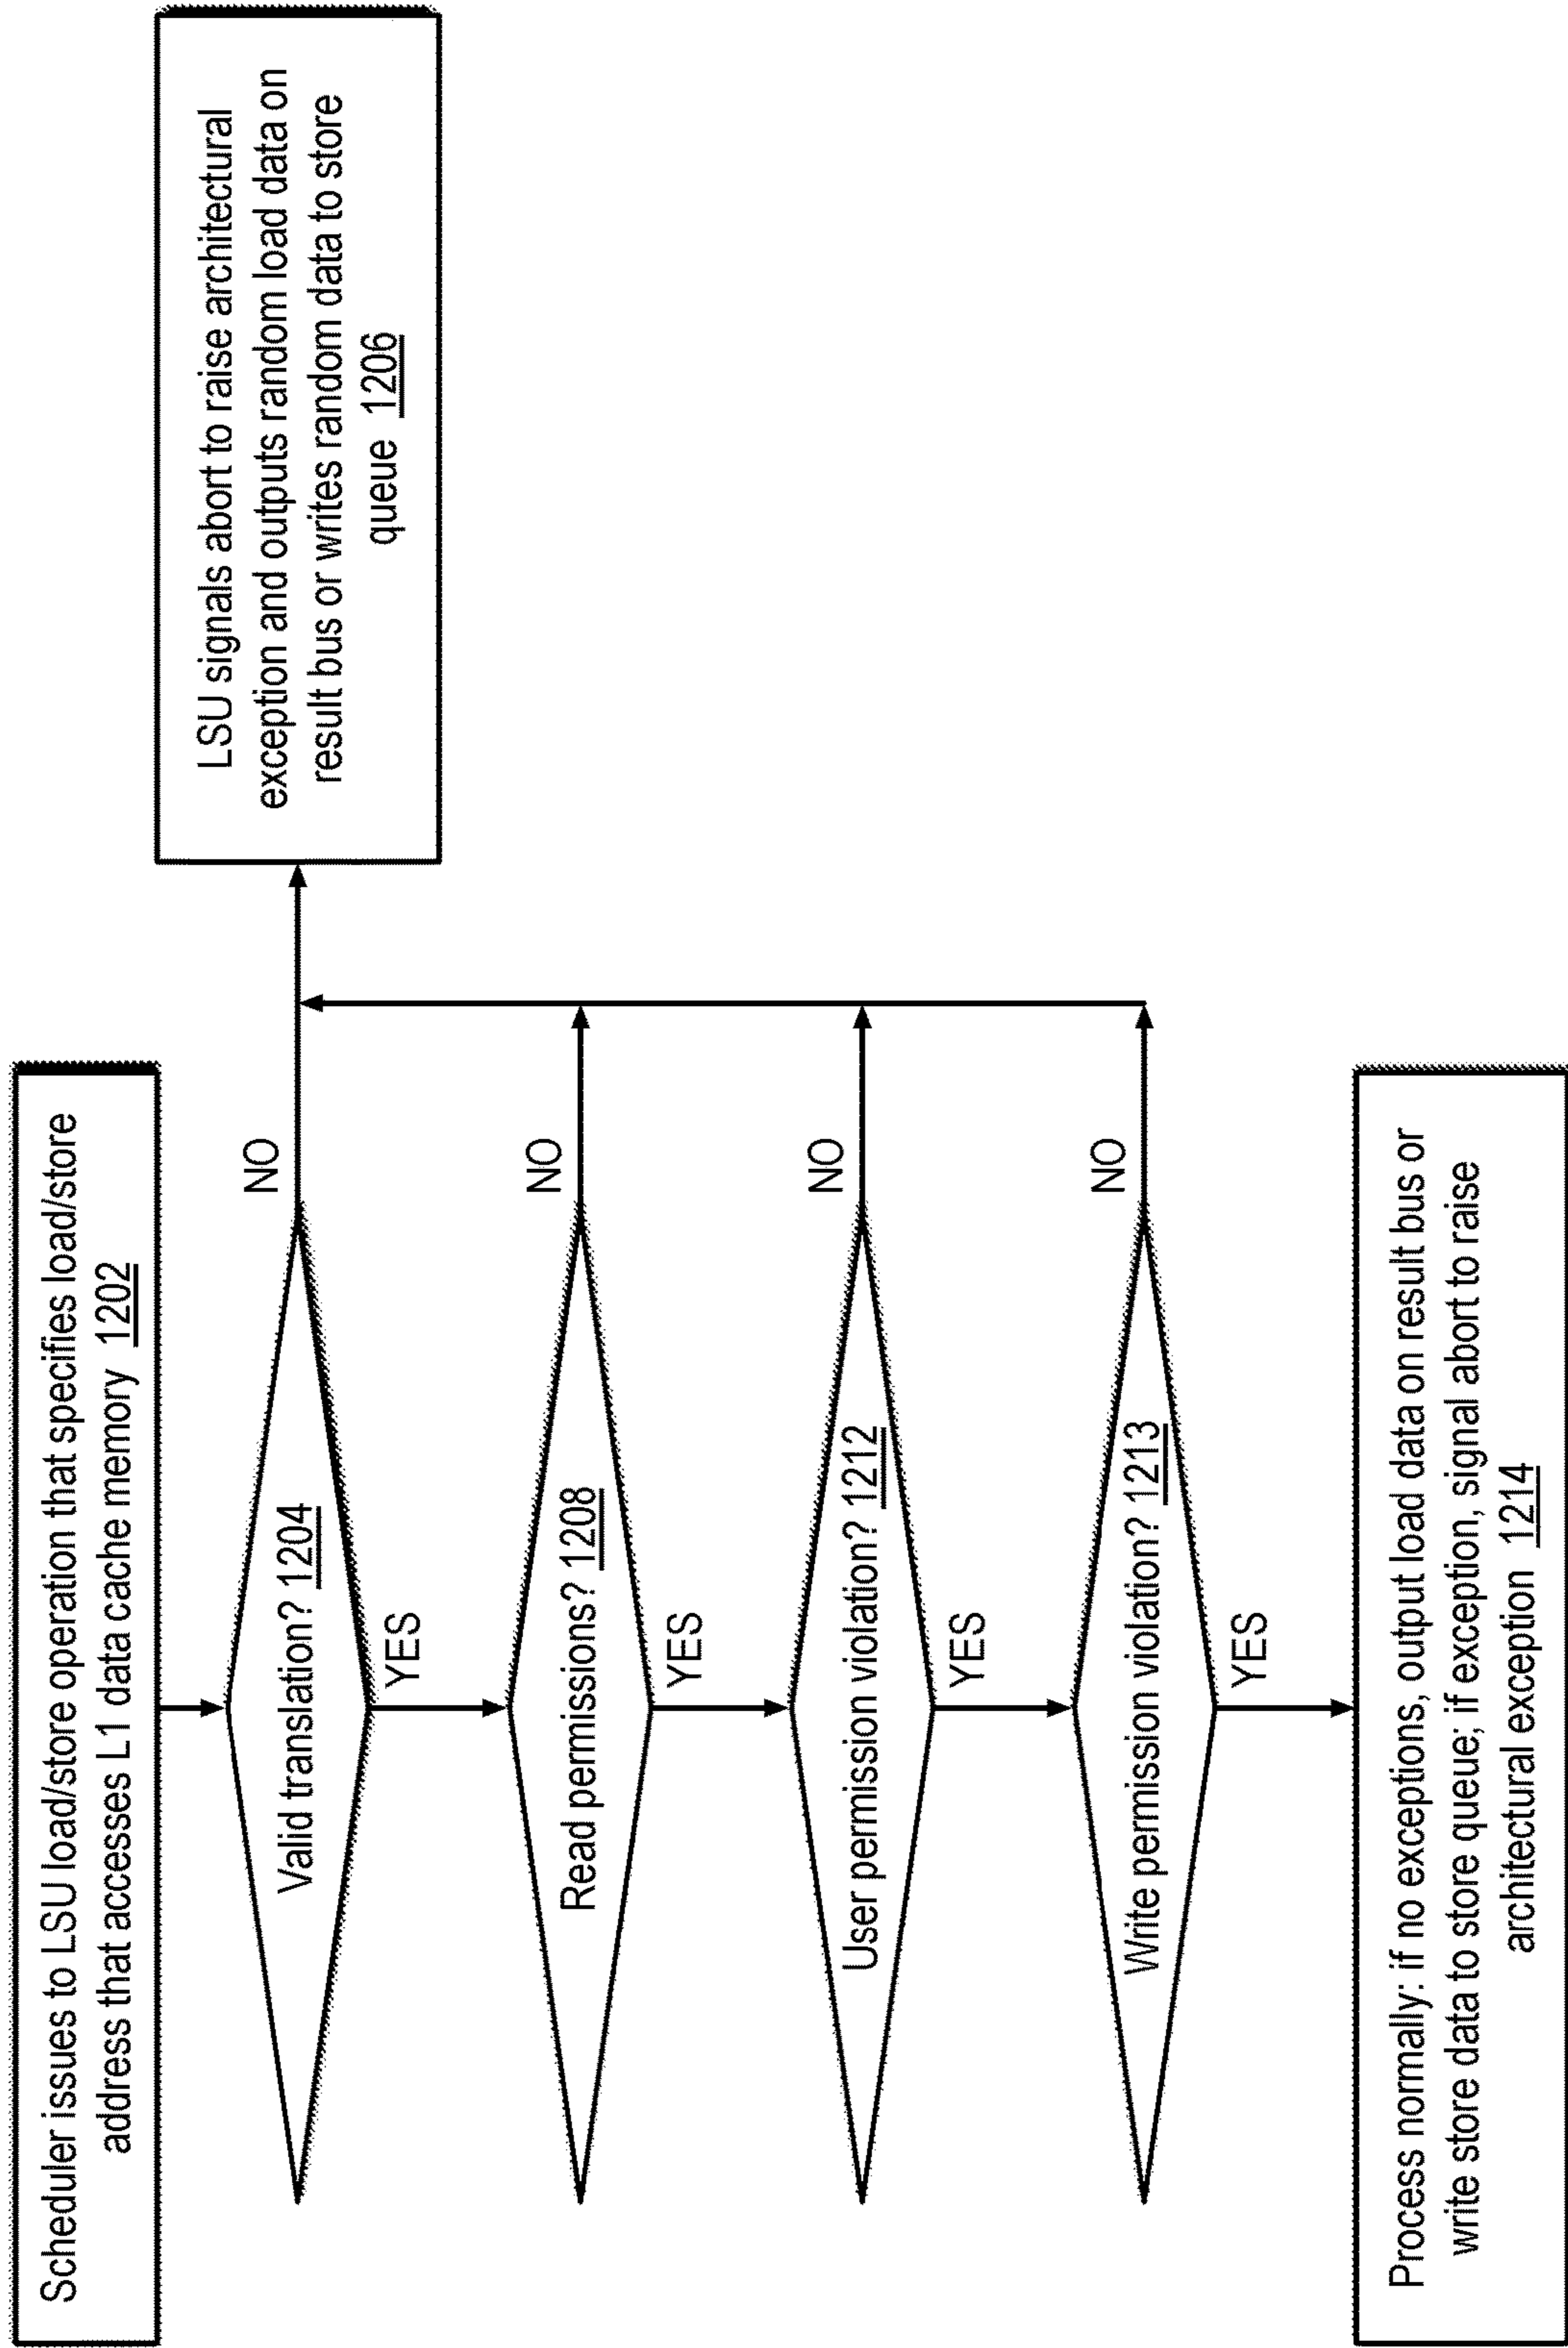 Scheduler issues to LSU load/store operation that specifies load/store
address that accesses L1 data cache memory 1202
Valid translation? 1204
NO
YES
LSU signals abort to raise architectural
exception and outputs random load data on
result bus or writes random data to store
queue 1206
Read permissions? 1208
NO
YES
User permission violation? 1212
NO
YES
Write permission violation? 1213
NO
YES
Process normally: if no exceptions, output load data on result bus or
write store data to store queue; if exception, signal abort to raise
architectural exception 1214